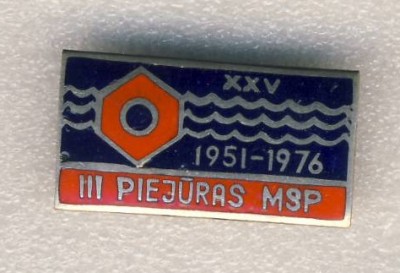 XXV
1951-1976
III PIEJŪRAS MSP